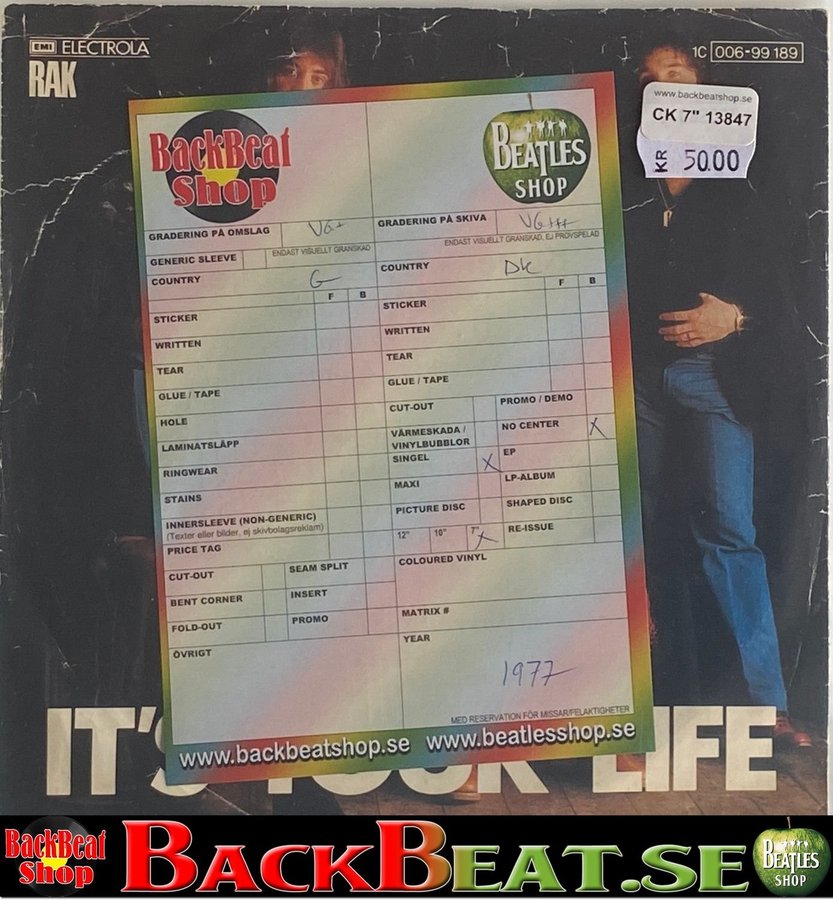 EMI ELECTROLA
RAK
1C 006-99 189
www.backbeatshop.se
CK 7" 13847
KR 50.00
BackBeat
Shop
BEATLES
SHOP
GRADERING PÅ OMSLAG VG+
GRADERING PÅ SKIVA VG+++
GENERIC SLEEVE ENDAST VISUELLT GRANSKAD
ENDAST VISUELLT GRANSKAD, EJ PROVSPELAD
COUNTRY G
COUNTRY DK
F B
F B
STICKER
WRITTEN
TEAR
GLUE / TAPE
HOLE
LAMINATSLÄPP
RINGWEAR
STAINS
INNERSLEEVE (NON-GENERIC)
(Texter eller bilder, ej skivbolagsreklam)
PRICE TAG
CUT-OUT SEAM SPLIT
BENT CORNER INSERT
FOLD-OUT PROMO
ÖVRIGT
STICKER
WRITTEN
TEAR
GLUE / TAPE
CUT-OUT PROMO / DEMO
VÄRMESKADA / NO CENTER X
VINYLBUBBLOR
SINGEL X EP
MAXI LP-ALBUM
PICTURE DISC SHAPED DISC
12" 10" 7" X RE-ISSUE
COLOURED VINYL
MATRIX #
YEAR
1977
MED RESERVATION FÖR MISSAR/FELAKTIGHETER
www.backbeatshop.se www.beatlesshop.se
IT'S YOUR LIFE
BackBeat
Shop
BACKBEAT.SE
BEATLES
SHOP